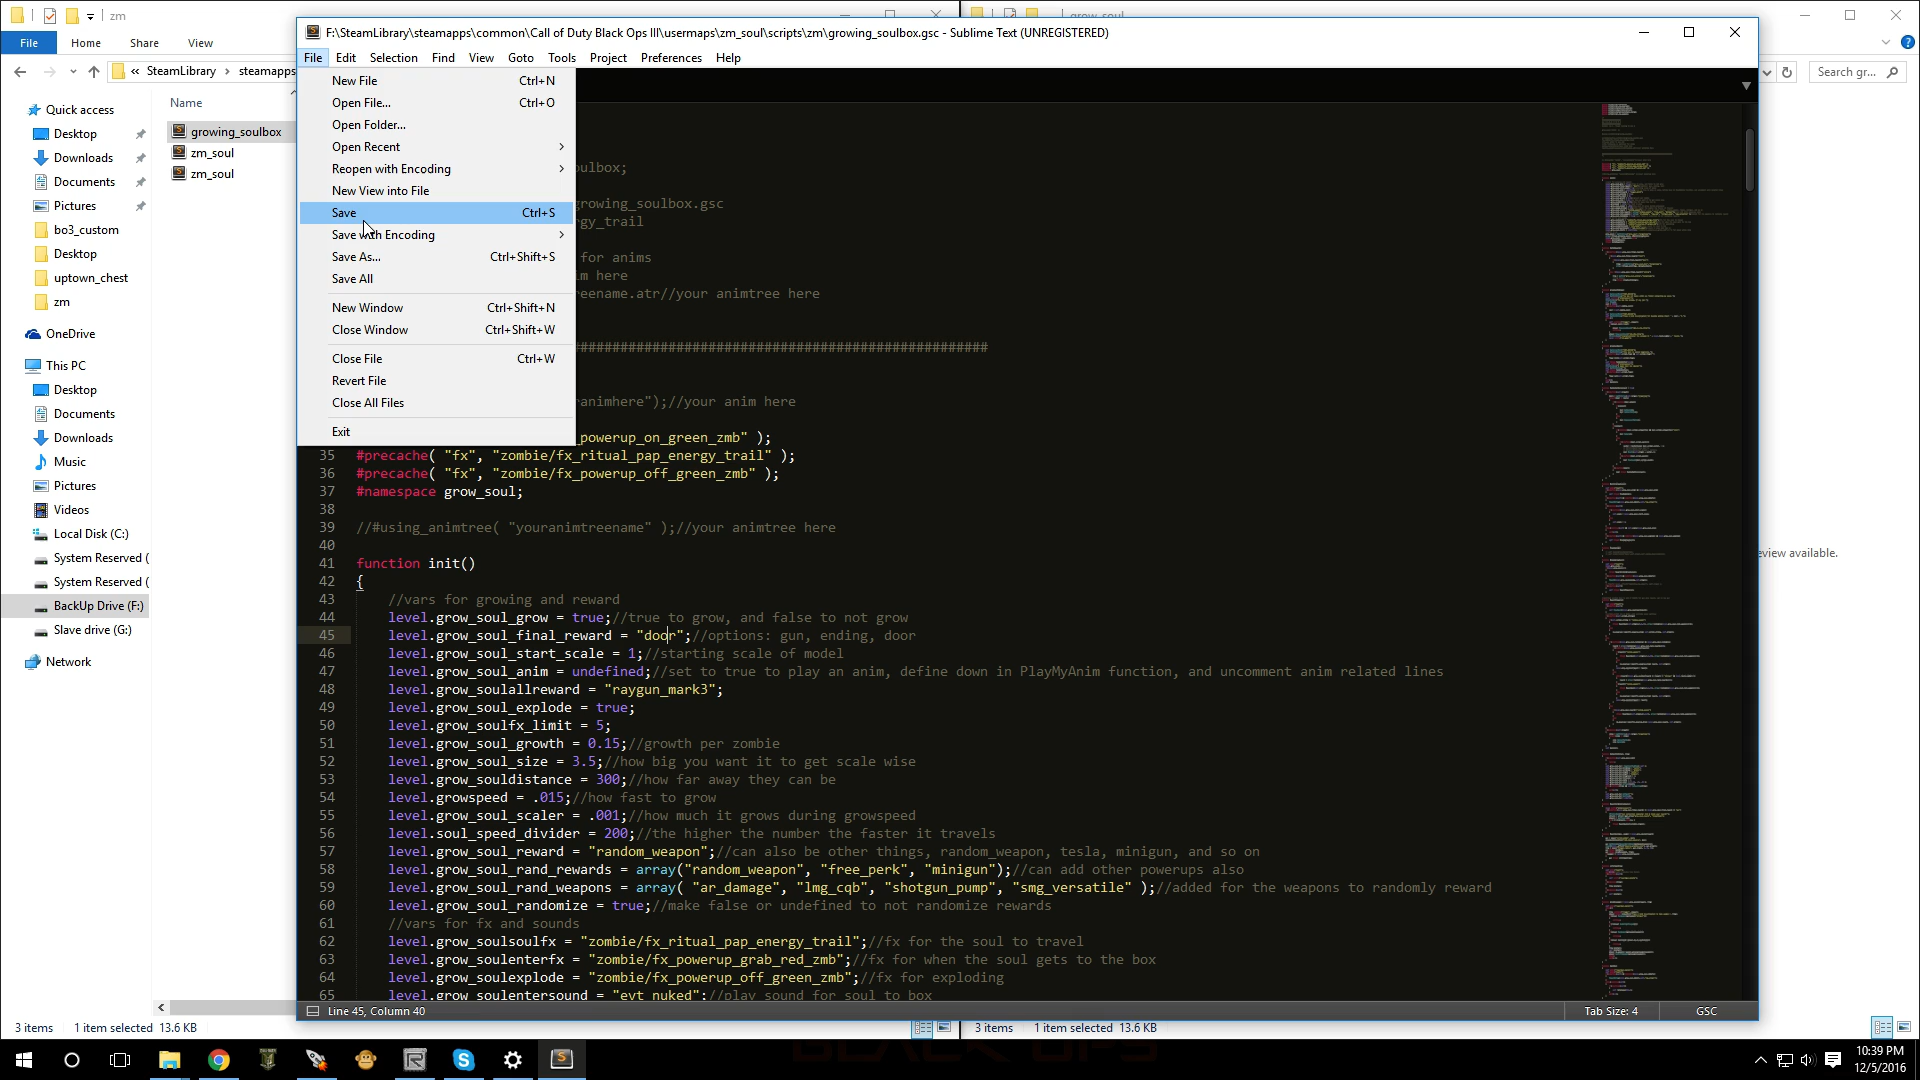 zm
grow_soul
File Home Share View
« SteamLibrary › steamapps
Search gr...
F:\SteamLibrary\steamapps\common\Call of Duty Black Ops III\usermaps\zm_soul\scripts\zm\growing_soulbox.gsc - Sublime Text (UNREGISTERED)
File Edit Selection Find View Goto Tools Project Preferences Help
Quick access
Desktop
Downloads
Documents
Pictures
bo3_custom
Desktop
uptown_chest
zm
OneDrive
This PC
Desktop
Documents
Downloads
Music
Pictures
Videos
Local Disk (C:)
System Reserved (
System Reserved (
BackUp Drive (F:)
Slave drive (G:)
Network
Name
growing_soulbox
zm_soul
zm_soul
New File Ctrl+N
Open File... Ctrl+O
Open Folder...
Open Recent
Reopen with Encoding
New View into File
Save Ctrl+S
Save with Encoding
Save As... Ctrl+Shift+S
Save All
New Window Ctrl+Shift+N
Close Window Ctrl+Shift+W
Close File Ctrl+W
Revert File
Close All Files
Exit
oulbox;
growing_soulbox.gsc
rgy_trail
for anims
im here
reename.atr//your animtree here
###################################################
animhere");//your anim here
_powerup_on_green_zmb" );
35 #precache( "fx", "zombie/fx_ritual_pap_energy_trail" );
36 #precache( "fx", "zombie/fx_powerup_off_green_zmb" );
37 #namespace grow_soul;
38
39 //#using_animtree( "youranimtreename" );//your animtree here
40
41 function init()
42 {
43 //vars for growing and reward
44 level.grow_soul_grow = true;//true to grow, and false to not grow
45 level.grow_soul_final_reward = "door";//options: gun, ending, door
46 level.grow_soul_start_scale = 1;//starting scale of model
47 level.grow_soul_anim = undefined;//set to true to play an anim, define down in PlayMyAnim function, and uncomment anim related lines
48 level.grow_soulallreward = "raygun_mark3";
49 level.grow_soul_explode = true;
50 level.grow_soulfx_limit = 5;
51 level.grow_soul_growth = 0.15;//growth per zombie
52 level.grow_soul_size = 3.5;//how big you want it to get scale wise
53 level.grow_souldistance = 300;//how far away they can be
54 level.growspeed = .015;//how fast to grow
55 level.grow_soul_scaler = .001;//how much it grows during growspeed
56 level.soul_speed_divider = 200;//the higher the number the faster it travels
57 level.grow_soul_reward = "random_weapon";//can also be other things, random_weapon, tesla, minigun, and so on
58 level.grow_soul_rand_rewards = array("random_weapon", "free_perk", "minigun");//can add other powerups also
59 level.grow_soul_rand_weapons = array( "ar_damage", "lmg_cqb", "shotgun_pump", "smg_versatile" );//added for the weapons to randomly reward
60 level.grow_soul_randomize = true;//make false or undefined to not randomize rewards
61 //vars for fx and sounds
62 level.grow_soulsoulfx = "zombie/fx_ritual_pap_energy_trail";//fx for the soul to travel
63 level.grow_soulenterfx = "zombie/fx_powerup_grab_red_zmb";//fx for when the soul gets to the box
64 level.grow_soulexplode = "zombie/fx_powerup_off_green_zmb";//fx for exploding
65 level.grow_soulentersound = "evt_nuked";//play sound for soul to box
Line 45, Column 40
Tab Size: 4
GSC
eview available.
3 items 1 item selected 13.6 KB
3 items 1 item selected 13.6 KB
10:39 PM
12/5/2016